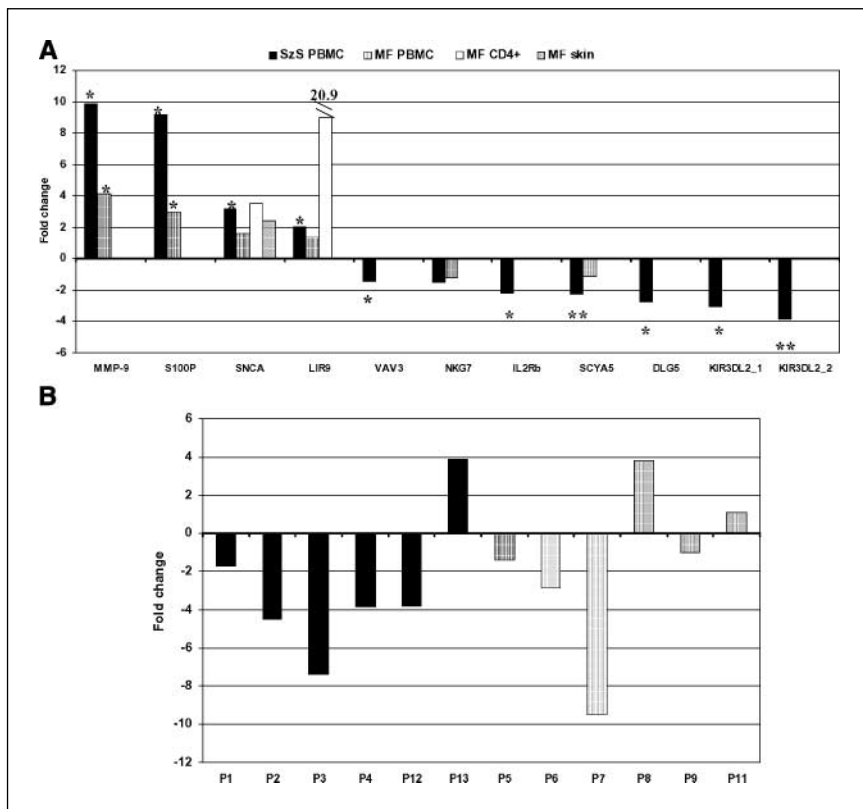 A
SzS PBMC MF PBMC MF CD4+ MF skin
12
10
8
6
4
2
0
-2
-4
-6
Fold change
* * * * * * 20.9
* * ** * * **
MMP-9 S100P SNCA LIR9 VAV3 NKG7 IL2Rb SCYA5 DLG5 KIR3DL2_1 KIR3DL2_2
B
6
4
2
0
-2
-4
-6
-8
-10
-12
Fold change
P1 P2 P3 P4 P12 P13 P5 P6 P7 P8 P9 P11